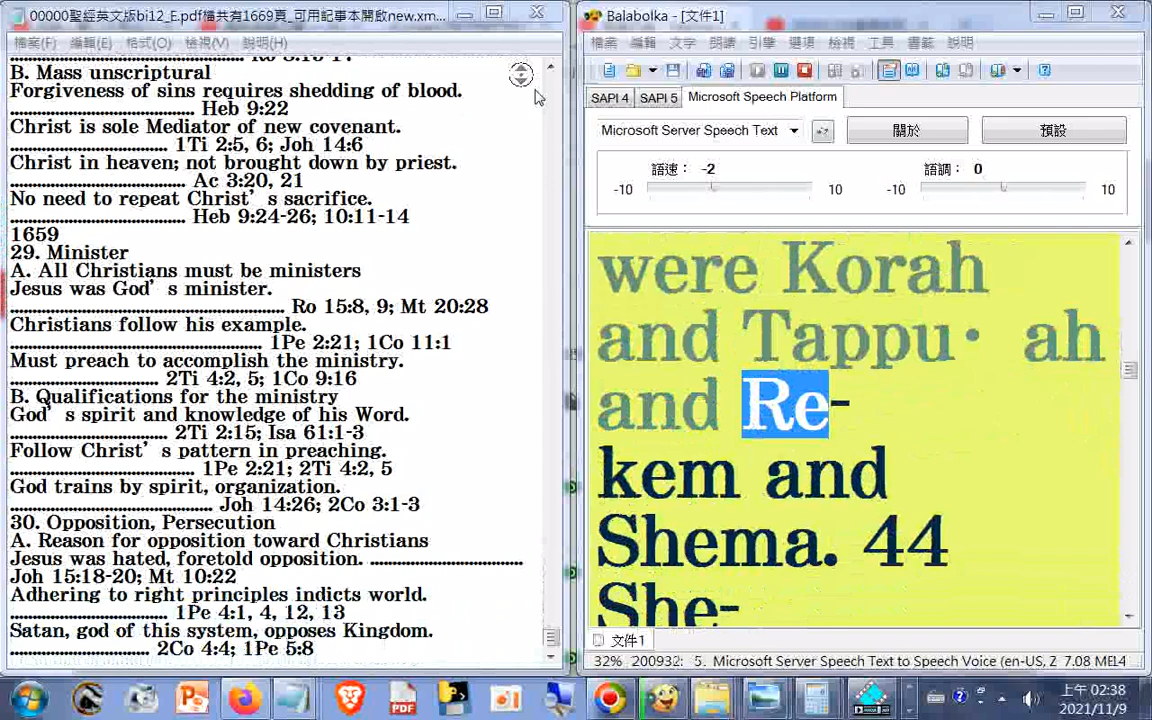 00000聖經英文版bi12_E.pdf檔共有1669頁_可用記事本開啟new.xm...
檔案(F) 編輯(E) 格式(O) 檢視(V) 說明(H)
B. Mass unscriptural
Forgiveness of sins requires shedding of blood.
................................................ Heb 9:22
Christ is sole Mediator of new covenant.
......................................... 1Ti 2:5, 6; Joh 14:6
Christ in heaven; not brought down by priest.
.............................................. Ac 3:20, 21
No need to repeat Christ’s sacrifice.
.............................................. Heb 9:24-26; 10:11-14
1659
29. Minister
A. All Christians must be ministers
Jesus was God’s minister.
...................................................................... Ro 15:8, 9; Mt 20:28
Christians follow his example.
................................................................ 1Pe 2:21; 1Co 11:1
Must preach to accomplish the ministry.
...................................... 2Ti 4:2, 5; 1Co 9:16
B. Qualifications for the ministry
God’s spirit and knowledge of his Word.
........................................ 2Ti 2:15; Isa 61:1-3
Follow Christ’s pattern in preaching.
................................................ 1Pe 2:21; 2Ti 4:2, 5
God trains by spirit, organization.
.................................................... Joh 14:26; 2Co 3:1-3
30. Opposition, Persecution
A. Reason for opposition toward Christians
Jesus was hated, foretold opposition. ......................................
Joh 15:18-20; Mt 10:22
Adhering to right principles indicts world.
........................................ 1Pe 4:1, 4, 12, 13
Satan, god of this system, opposes Kingdom.
................................... 2Co 4:4; 1Pe 5:8
Balabolka - [文件1]
檔案 編輯 文字 朗讀 引擎 選項 檢視 工具 書籤 說明
SAPI 4 SAPI 5 Microsoft Speech Platform
Microsoft Server Speech Text 關於 預設
語速： -2 語調： 0
-10 10 -10 10
were Korah
and Tappu· ah
and Re-
kem and
Shema. 44
She-
文件1
32% 200932: 5. Microsoft Server Speech Text to Speech Voice (en-US, Z 7.08 ME
上午 02:38
2021/11/9